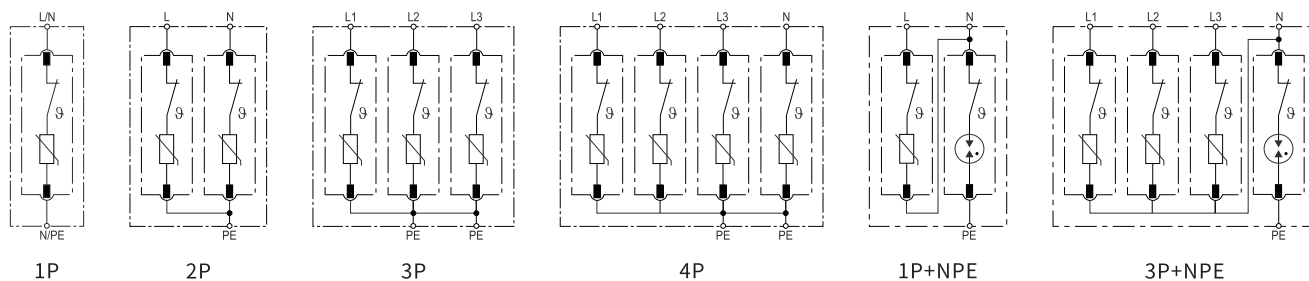 L/N L N L1 L2 L3 L1 L2 L3 N L N L1 L2 L3 N
ϑ ϑ ϑ ϑ ϑ ϑ ϑ ϑ ϑ ϑ ϑ ϑ ϑ ϑ ϑ ϑ
N/PE PE PE PE PE PE PE PE
1P 2P 3P 4P 1P+NPE 3P+NPE